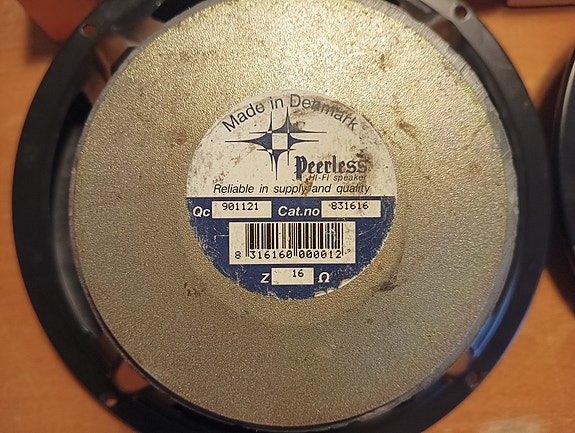 Made in Denmark
Peerless
HI-FI speaker
Reliable in supply and quality
Qc 901121 Cat.no 831616
8 316160 000012
Z 16 Ω